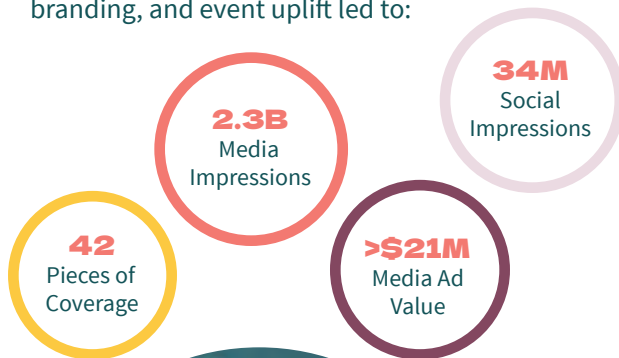 branding, and event uplift led to:
34M
Social
Impressions
2.3B
Media
Impressions
42
Pieces of
Coverage
>$21M
Media Ad
Value